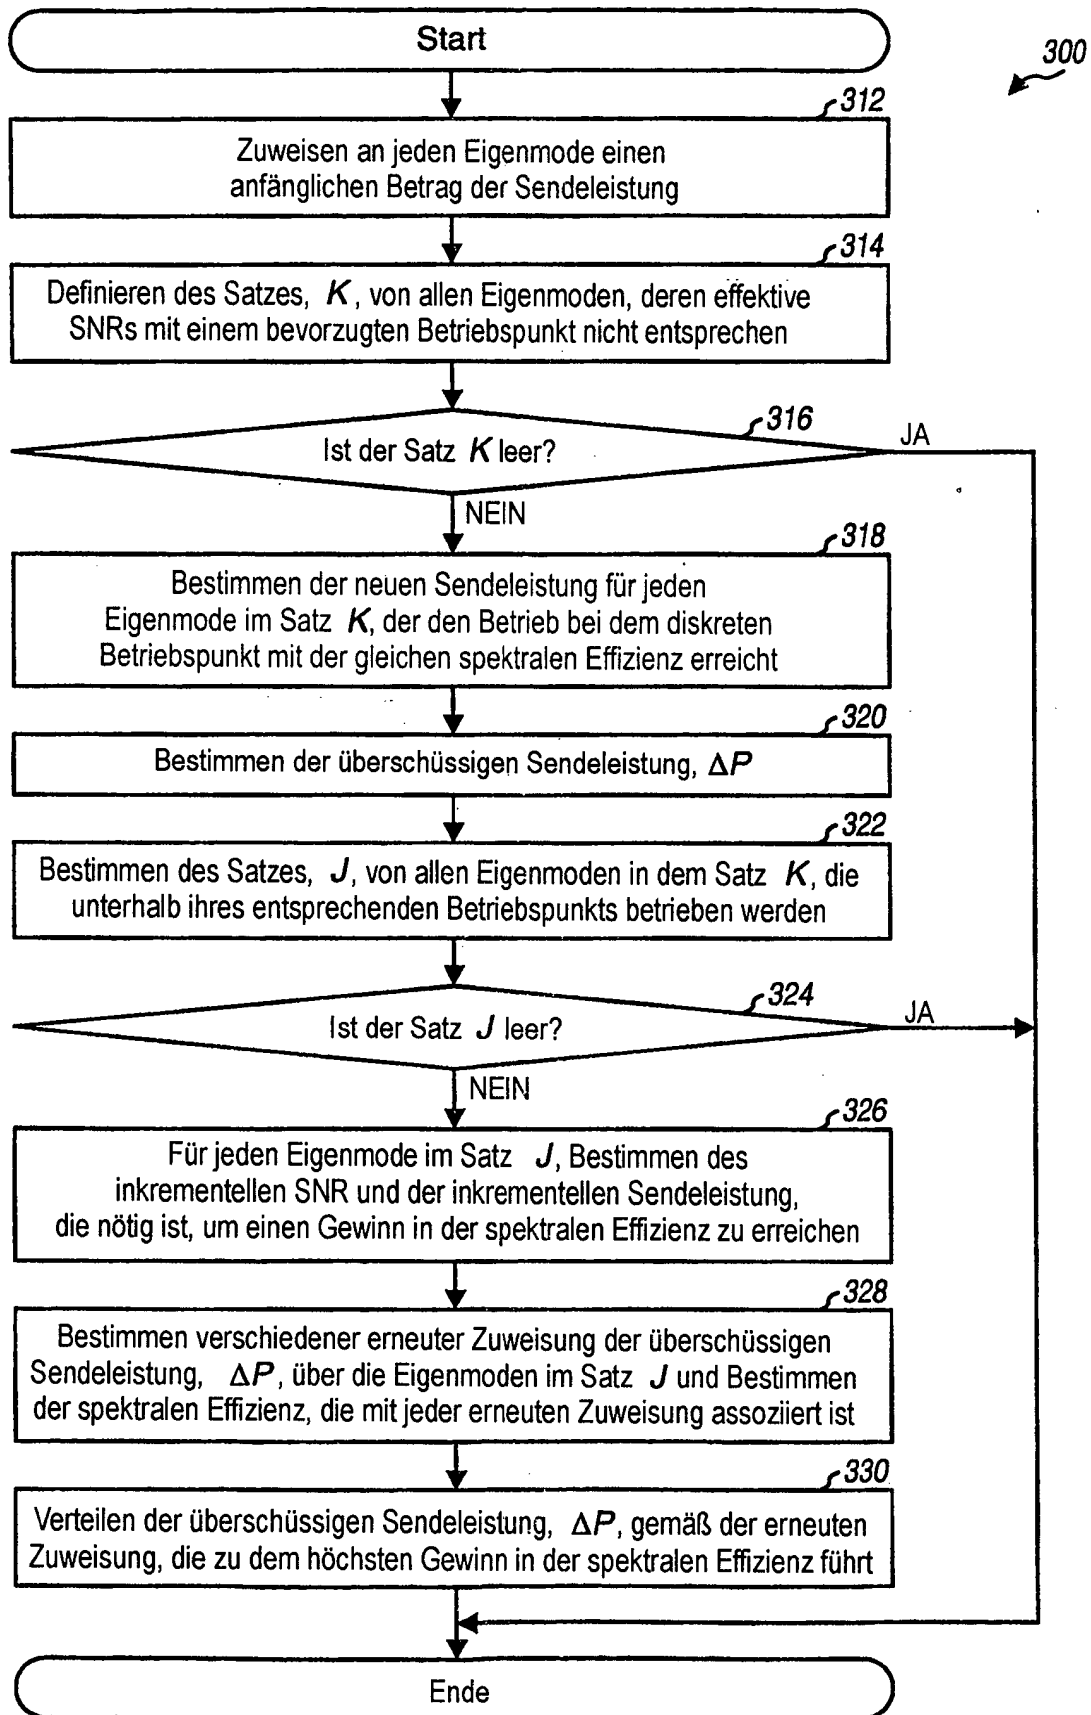 Start
300
312
Zuweisen an jeden Eigenmode einen
anfänglichen Betrag der Sendeleistung
314
Definieren des Satzes, K, von allen Eigenmoden, deren effektive
SNRs mit einem bevorzugten Betriebspunkt nicht entsprechen
316
Ist der Satz K leer?
JA
NEIN
318
Bestimmen der neuen Sendeleistung für jeden
Eigenmode im Satz K, der den Betrieb bei dem diskreten
Betriebspunkt mit der gleichen spektralen Effizienz erreicht
320
Bestimmen der überschüssigen Sendeleistung, ΔP
322
Bestimmen des Satzes, J, von allen Eigenmoden in dem Satz K, die
unterhalb ihres entsprechenden Betriebspunkts betrieben werden
324
Ist der Satz J leer?
JA
NEIN
326
Für jeden Eigenmode im Satz J, Bestimmen des
inkrementellen SNR und der inkrementellen Sendeleistung,
die nötig ist, um einen Gewinn in der spektralen Effizienz zu erreichen
328
Bestimmen verschiedener erneuter Zuweisung der überschüssigen
Sendeleistung, ΔP, über die Eigenmoden im Satz J und Bestimmen
der spektralen Effizienz, die mit jeder erneuten Zuweisung assoziiert ist
330
Verteilen der überschüssigen Sendeleistung, ΔP, gemäß der erneuten
Zuweisung, die zu dem höchsten Gewinn in der spektralen Effizienz führt
Ende